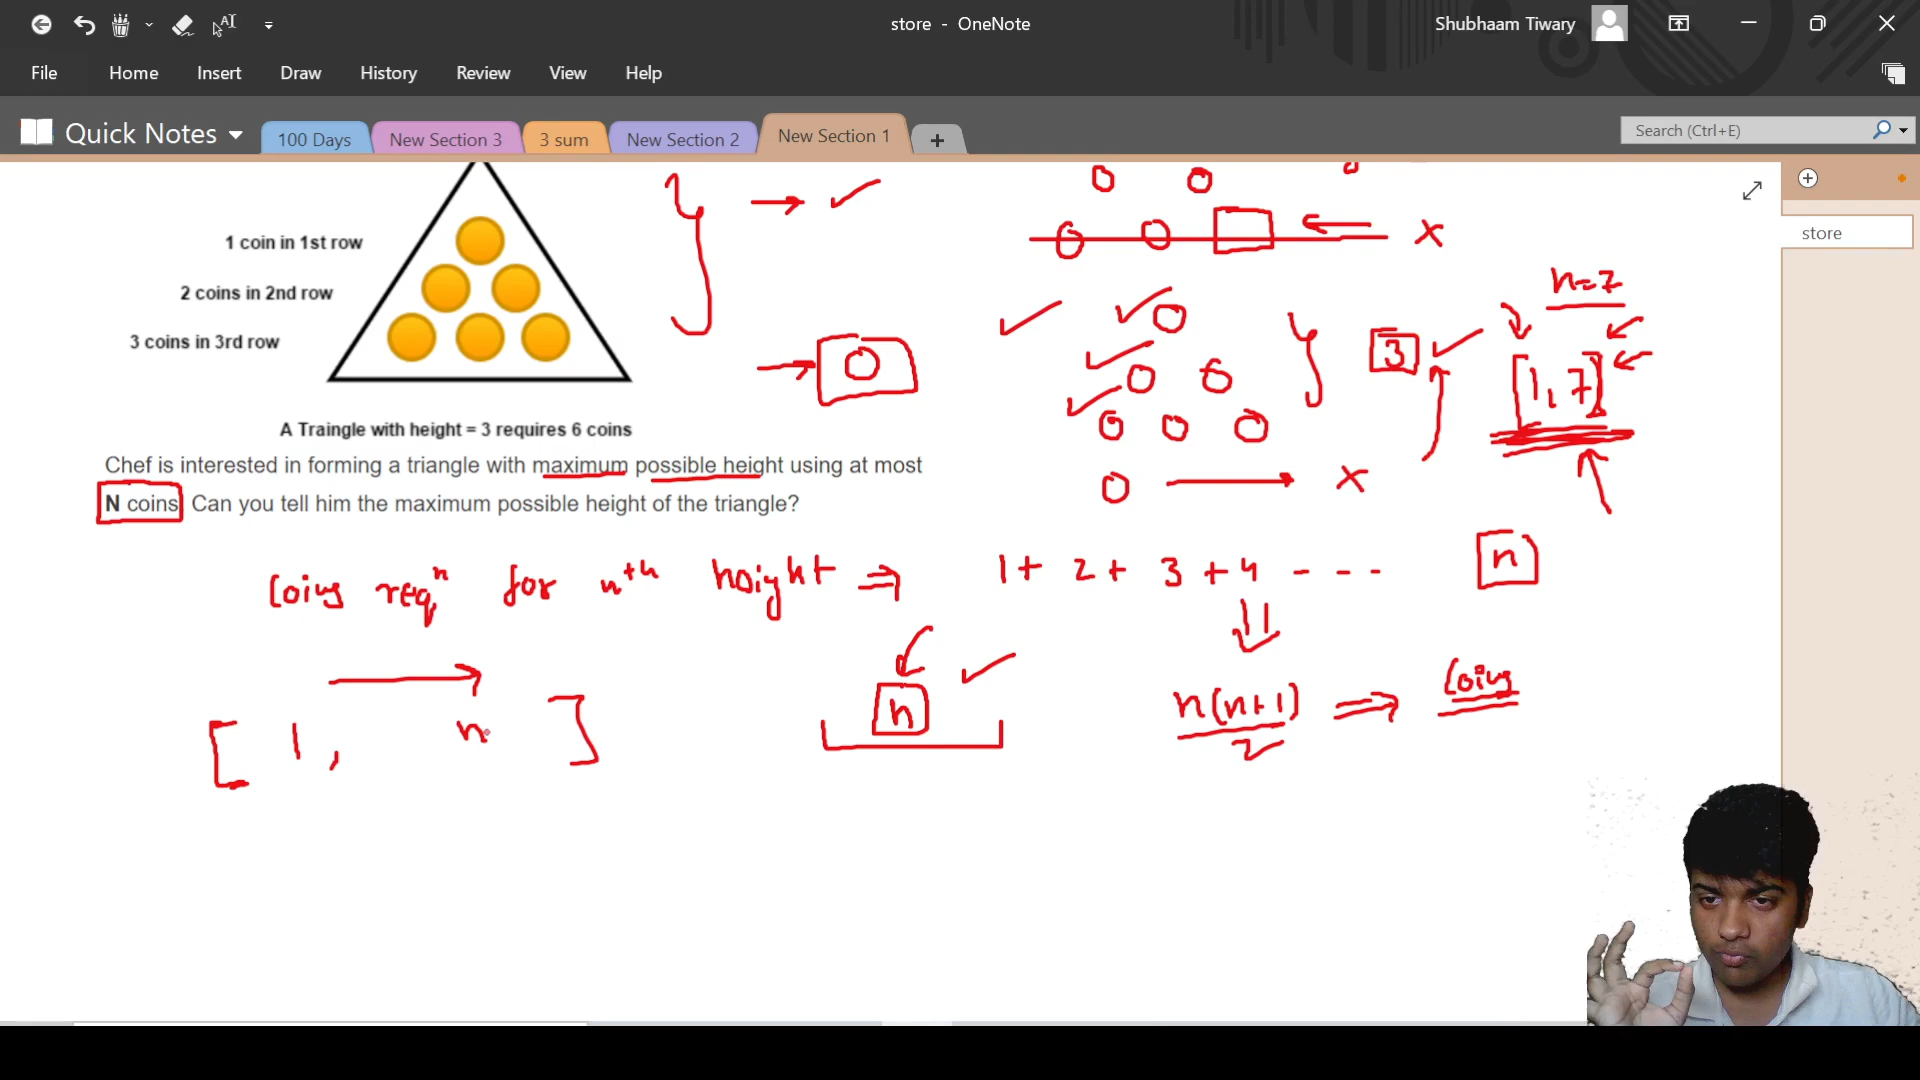 store - OneNote
Shubhaam Tiwary
File Home Insert Draw History Review View Help
Quick Notes
100 Days
New Section 3
3 sum
New Section 2
New Section 1
Search (Ctrl+E)
store
1 coin in 1st row
2 coins in 2nd row
3 coins in 3rd row
x
n=7
3
[1, 7]
A Traingle with height = 3 requires 6 coins
Chef is interested in forming a triangle with maximum possible height using at most
N coins. Can you tell him the maximum possible height of the triangle?
x
Coins reqn for nth height ⇒ 1+ 2+ 3 +4 - - - n
[ 1, n ]
n
n(n+1)/2 ⇒ Coins